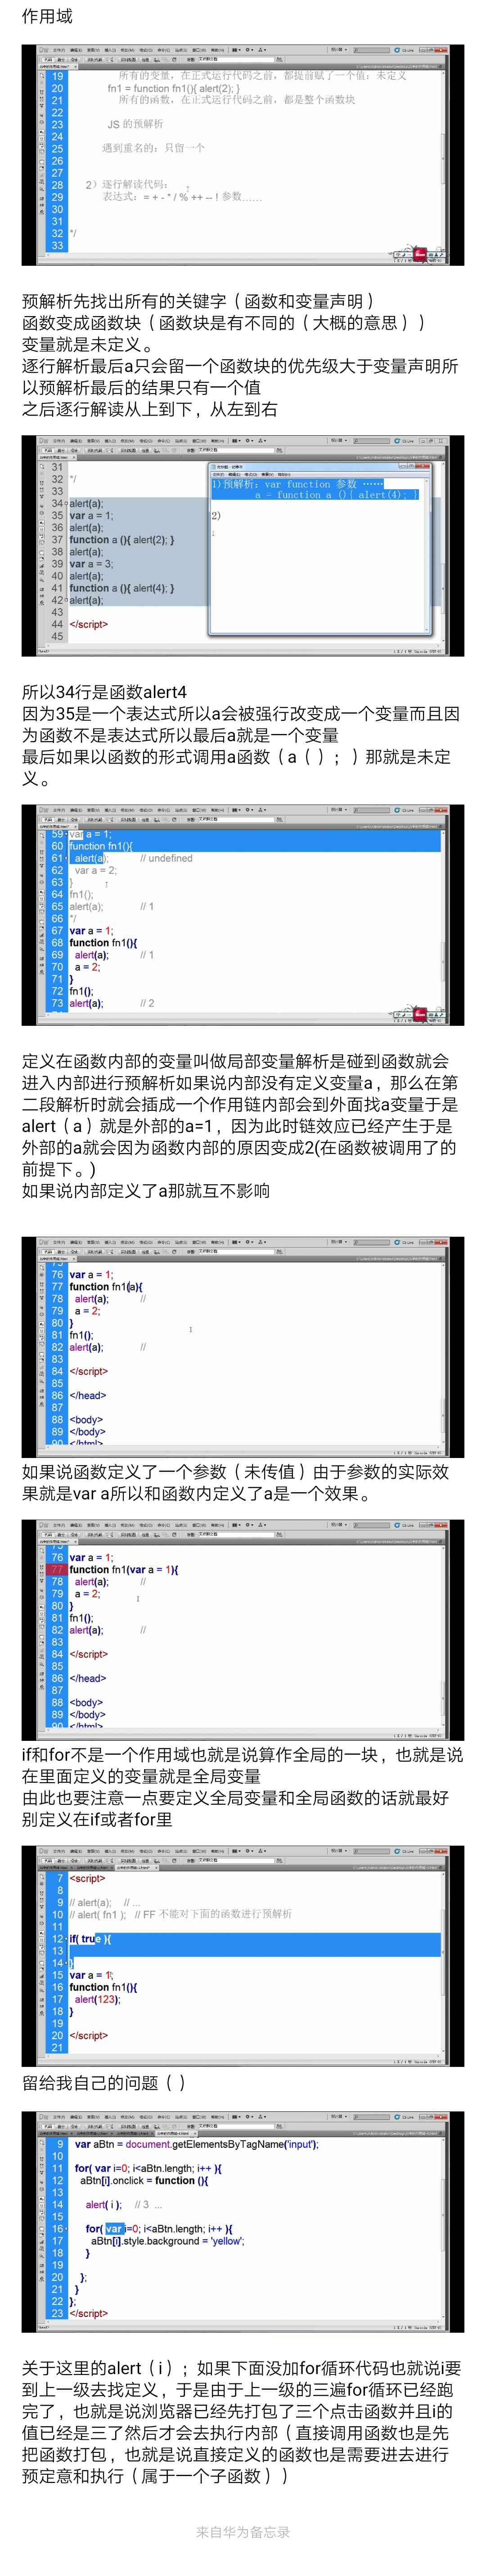 作用域
19 所有的变量，在正式运行代码之前，都提前赋了一个值：未定义
20 fn1 = function fn1(){ alert(2); }
21 所有的函数，在正式运行代码之前，都是整个函数块
22
23 JS 的预解析
24
25 遇到重名的：只留一个
26
27
28 2）逐行解读代码：
29 表达式：= + - * / % ++ -- ! 参数……
30
31
32 */
33
预解析先找出所有的关键字（函数和变量声明）
函数变成函数块（函数块是有不同的（大概的意思））
变量就是未定义。
逐行解析最后a只会留一个函数块的优先级大于变量声明所
以预解析最后的结果只有一个值
之后逐行解读从上到下，从左到右
31
32 */
33
34 alert(a);
35 var a = 1;
36 alert(a);
37 function a (){ alert(2); }
38 alert(a);
39 var a = 3;
40 alert(a);
41 function a (){ alert(4); }
42 alert(a);
43
44 </script>
45
1)预解析：var function 参数 ……
a = function a (){ alert(4); }
2)
所以34行是函数alert4
因为35是一个表达式所以a会被强行改变成一个变量而且因
为函数不是表达式所以最后a就是一个变量
最后如果以函数的形式调用a函数（a（）；）那就是未定
义。
59 var a = 1;
60 function fn1(){
61 alert(a); // undefined
62 var a = 2;
63 }
64 fn1();
65 alert(a); // 1
66 */
67 var a = 1;
68 function fn1(){
69 alert(a); // 1
70 a = 2;
71 }
72 fn1();
73 alert(a); // 2
定义在函数内部的变量叫做局部变量解析是碰到函数就会
进入内部进行预解析如果说内部没有定义变量a，那么在第
二段解析时就会插成一个作用链内部会到外面找a变量于是
alert（a）就是外部的a=1，因为此时链效应已经产生于是
外部的a就会因为函数内部的原因变成2(在函数被调用了的
前提下。)
如果说内部定义了a那就互不影响
76 var a = 1;
77 function fn1(a){
78 alert(a); //
79 a = 2;
80 }
81 fn1();
82 alert(a); //
83
84 </script>
85
86 </head>
87
88 <body>
89 </body>
90 </html>
如果说函数定义了一个参数（未传值）由于参数的实际效
果就是var a所以和函数内定义了a是一个效果。
76 var a = 1;
77 function fn1(var a = 1){
78 alert(a); //
79 a = 2;
80 }
81 fn1();
82 alert(a); //
83
84 </script>
85
86 </head>
87
88 <body>
89 </body>
90 </html>
if和for不是一个作用域也就是说算作全局的一块，也就是说
在里面定义的变量就是全局变量
由此也要注意一点要定义全局变量和全局函数的话就最好
别定义在if或者for里
7 <script>
8
9 // alert(a); // ...
10 // alert( fn1 ); // FF 不能对下面的函数进行预解析
11
12 if( true ){
13
14 }
15 var a = 1;
16 function fn1(){
17 alert(123);
18 }
19
20 </script>
21
留给我自己的问题（）
9 var aBtn = document.getElementsByTagName('input');
10
11 for( var i=0; i<aBtn.length; i++ ){
12 aBtn[i].onclick = function (){
13
14 alert( i ); // 3 ...
15
16 for( var i=0; i<aBtn.length; i++ ){
17 aBtn[i].style.background = 'yellow';
18 }
19
20 };
21 }
22 };
23 </script>
关于这里的alert（i）；如果下面没加for循环代码也就说i要
到上一级去找定义，于是由于上一级的三遍for循环已经跑
完了，也就是说浏览器已经先打包了三个点击函数并且i的
值已经是三了然后才会去执行内部（直接调用函数也是先
把函数打包，也就是说直接定义的函数也是需要进去进行
预定意和执行（属于一个子函数））
来自华为备忘录